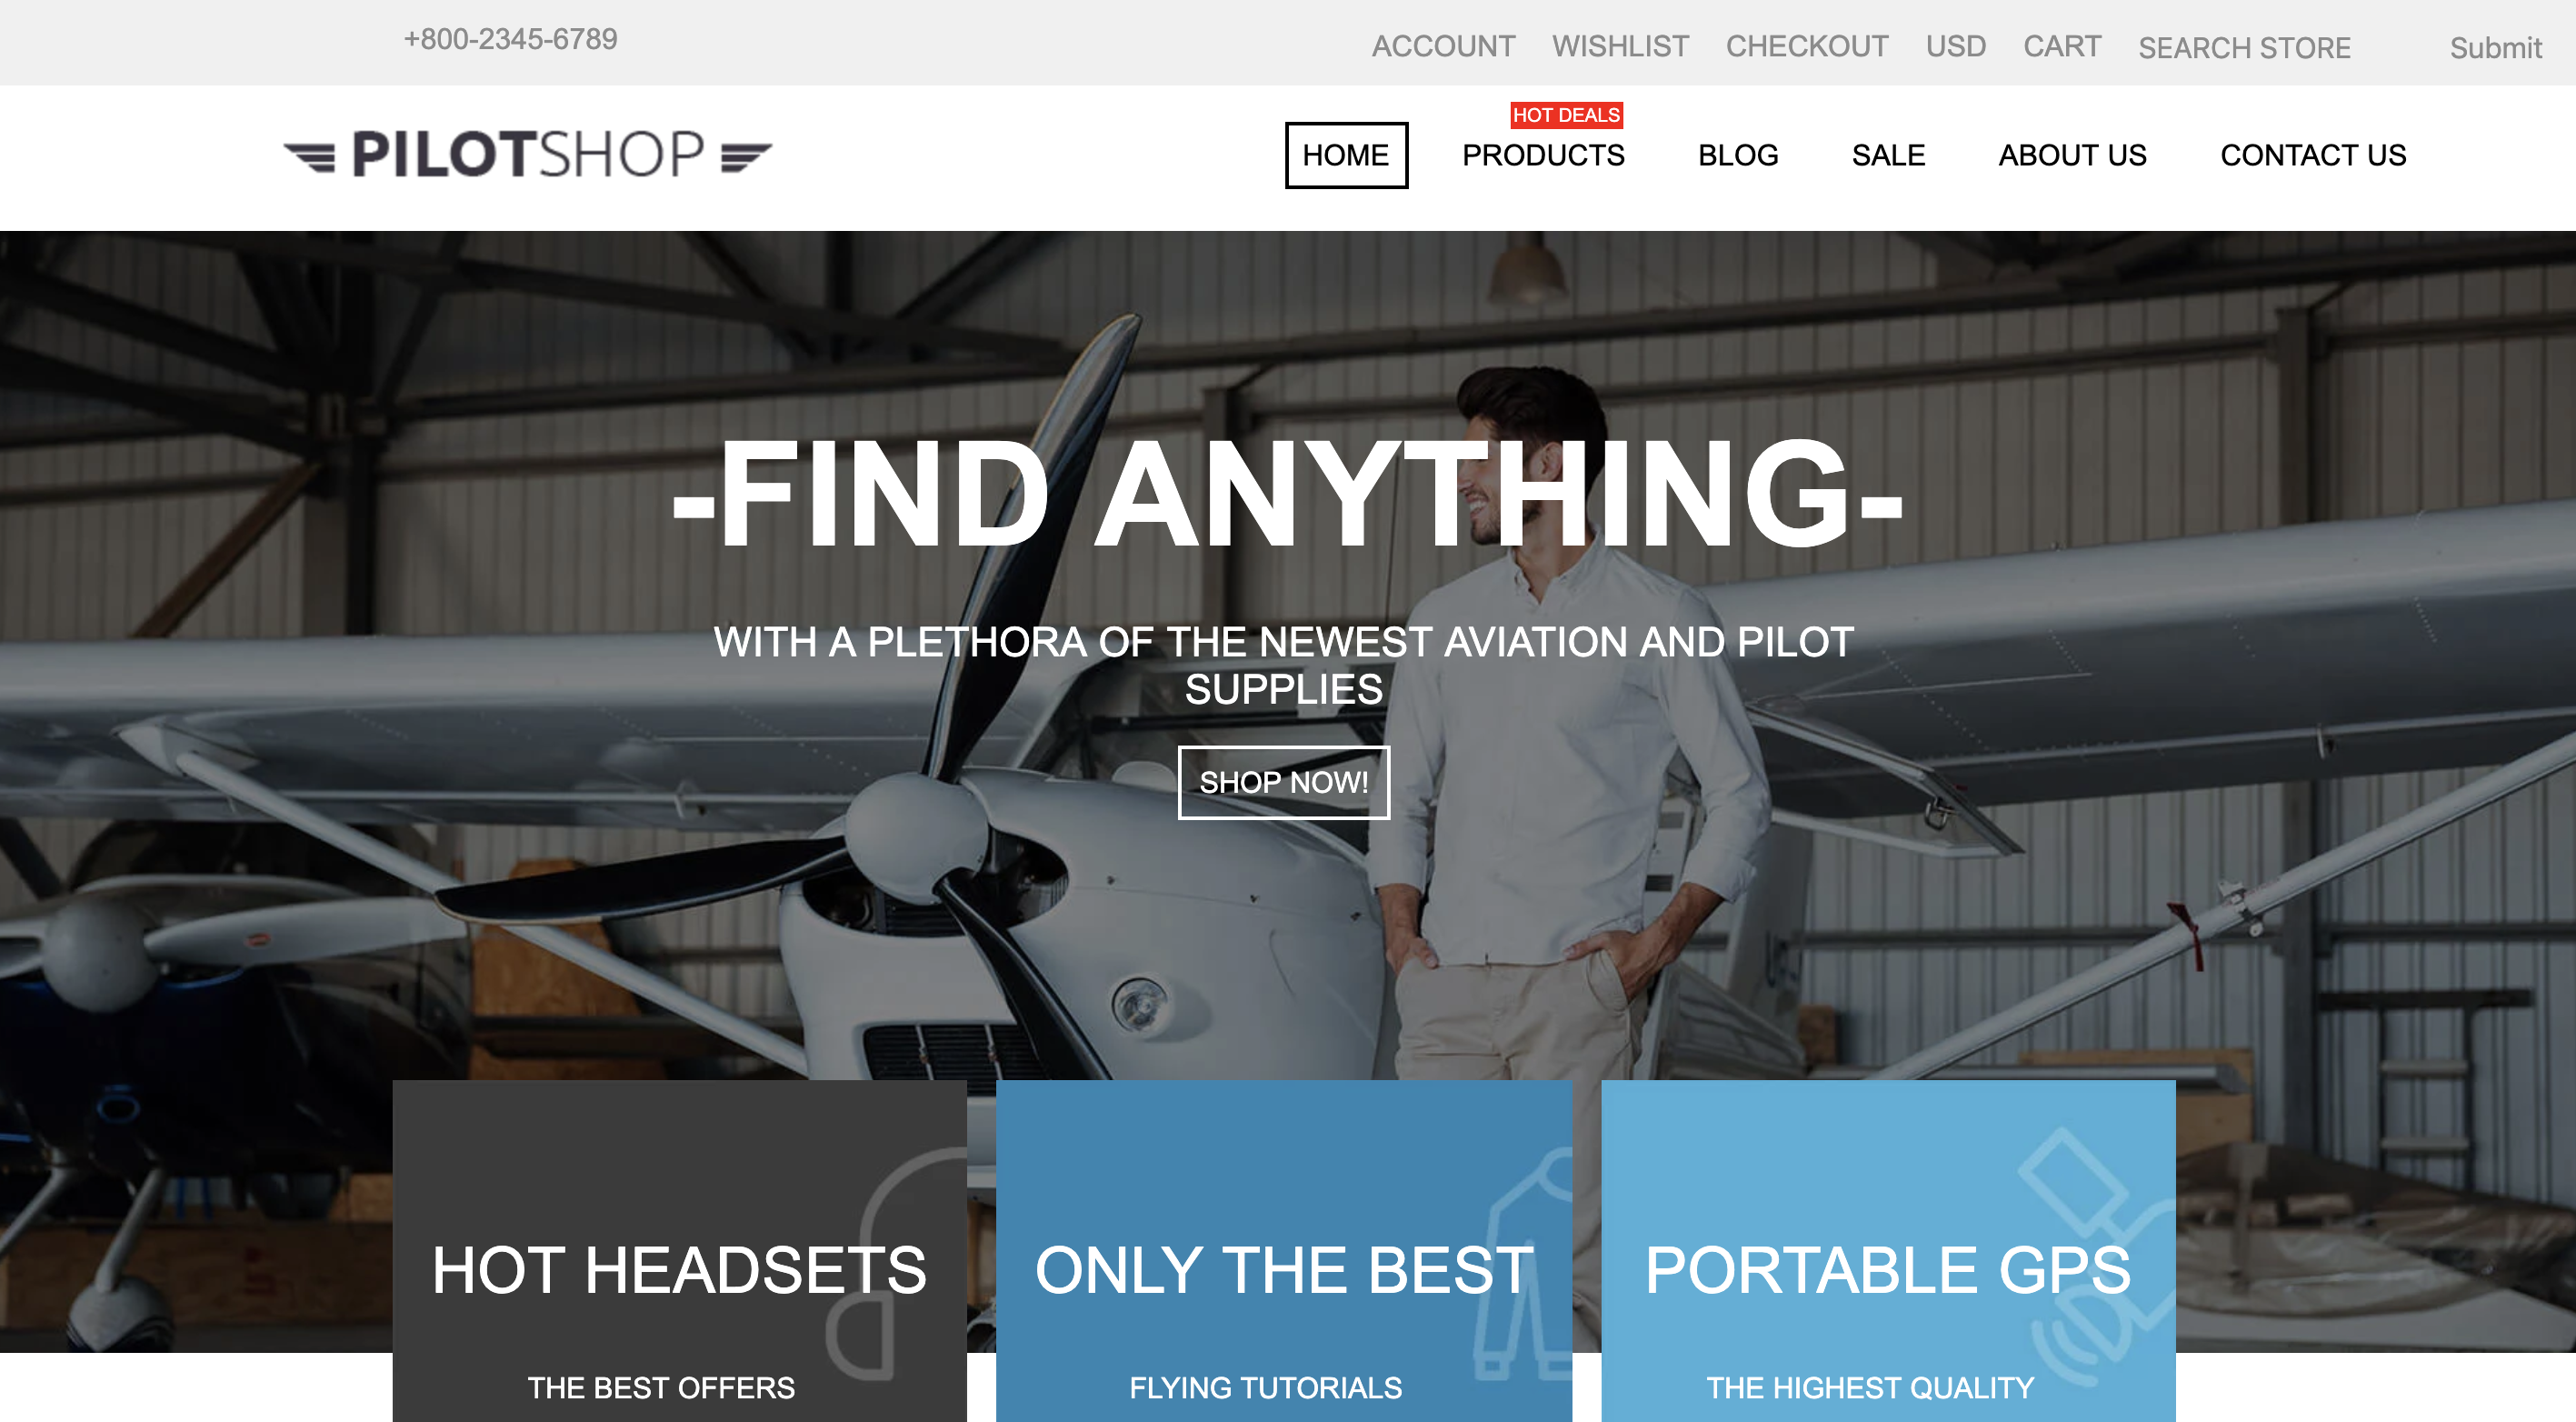 +800-2345-6789
ACCOUNT WISHLIST CHECKOUT USD CART SEARCH STORE Submit
PILOTSHOP
HOT DEALS
HOME PRODUCTS BLOG SALE ABOUT US CONTACT US
-FIND ANYTHING-
WITH A PLETHORA OF THE NEWEST AVIATION AND PILOT
SUPPLIES
SHOP NOW!
HOT HEADSETS
THE BEST OFFERS
ONLY THE BEST
FLYING TUTORIALS
PORTABLE GPS
THE HIGHEST QUALITY